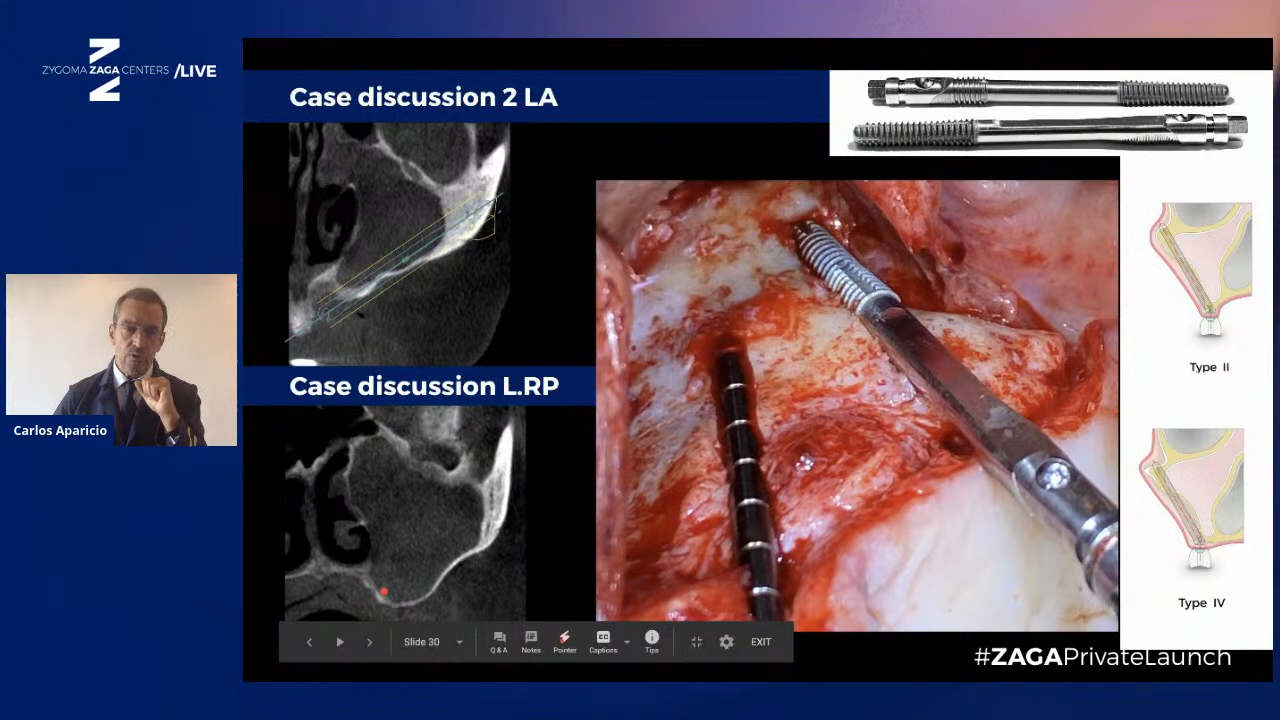 ZYGOMA ZAGA CENTERS /LIVE
Case discussion 2 LA
Carlos Aparicio
Case discussion L.RP
Type II
Type IV
Slide 30
Q & A
Notes
Pointer
CC
Captions
Tips
EXIT
#ZAGAPrivateLaunch